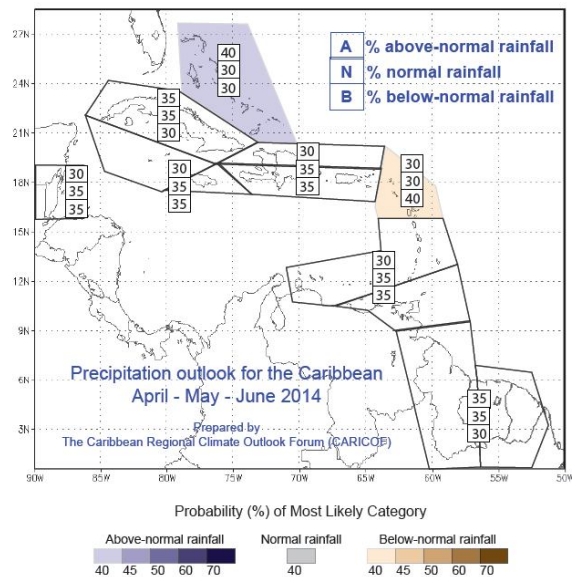 27N
24N
21N
18N
15N
12N
9N
6N
3N
90W 85W 80W 75W 70W 65W 60W 55W 50W
A % above-normal rainfall
N % normal rainfall
B % below-normal rainfall
40
30
30
35
35
30
30
35
35
30
35
35
30
35
35
30
30
40
30
35
35
35
35
30
Precipitation outlook for the Caribbean
April - May - June 2014
Prepared by
The Caribbean Regional Climate Outlook Forum (CARICOF)
Probability (%) of Most Likely Category
Above-normal rainfall Normal rainfall Below-normal rainfall
40 45 50 60 70 40 40 45 50 60 70